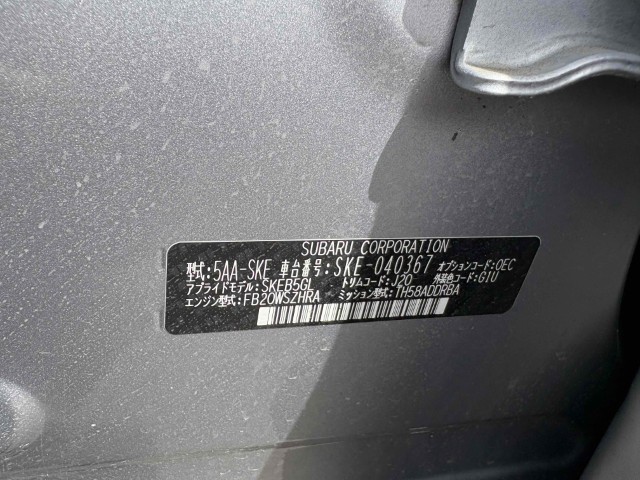 SUBARU CORPORATION
型式:5AA-SKE 車台番号:SKE-040367 オプションコード:OEC
アプライドモデル:SKEB5GL トリムコード:J20 外装色コード:G1U
エンジン型式:FB20WSZHRA ミッション型式:TH58ADDRBA